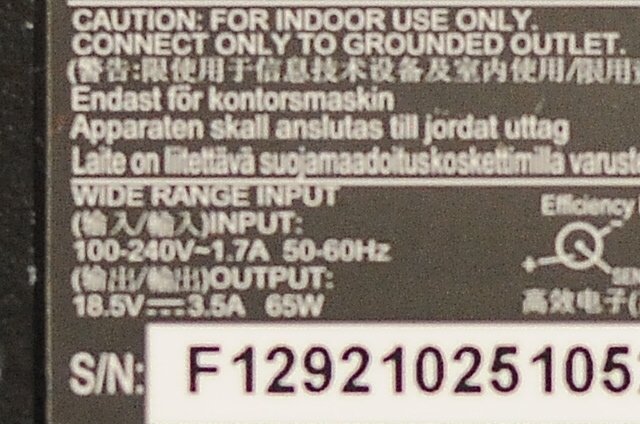 CAUTION: FOR INDOOR USE ONLY.
CONNECT ONLY TO GROUNDED OUTLET.
(警告:限使用于信息技术设备及室内使用/限用
Endast för kontorsmaskin
Apparaten skall anslutas till jordat uttag
Laite on liitettävä suojamaadoituskoskettimilla varust
WIDE RANGE INPUT
(输入/輸入)INPUT:
100-240V~1.7A 50-60Hz
(输出/輸出)OUTPUT:
18.5V⎓3.5A 65W
Efficiency
高效电子(
S/N: F129210251052